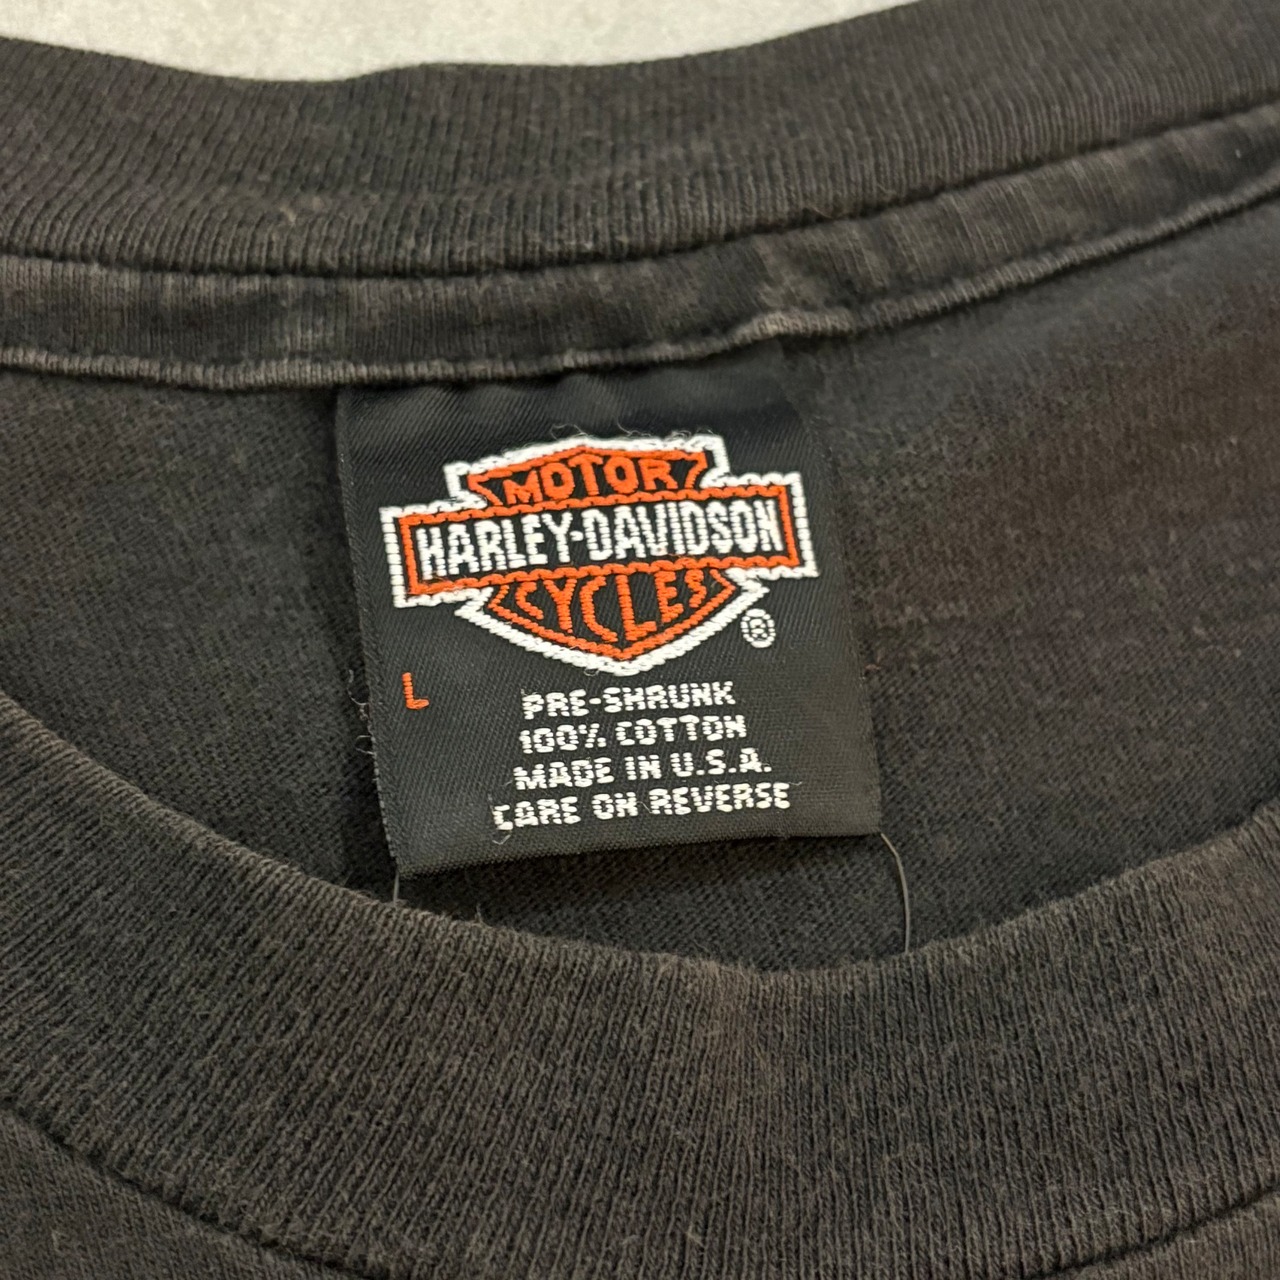 MOTOR
HARLEY-DAVIDSON
CYCLES
®
L
PRE-SHRUNK
100% COTTON
MADE IN U.S.A.
CARE ON REVERSE